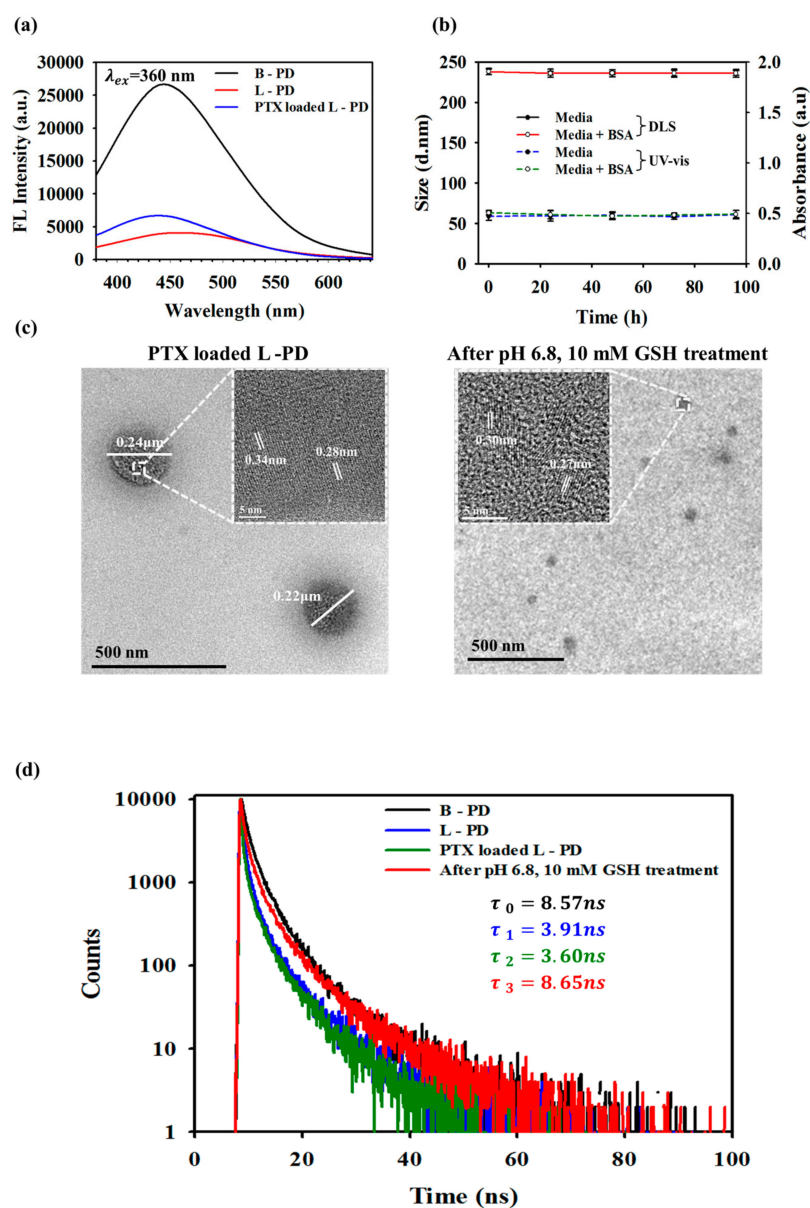 (a)
λex=360 nm
B - PD
L - PD
PTX loaded L - PD
30000
25000
20000
15000
10000
5000
0
FL Intensity (a.u.)
400 450 500 550 600
Wavelength (nm)
(b)
250
200
150
100
50
0
Size (d.nm)
Media
Media + BSA
DLS
Media
Media + BSA
UV-vis
2.0
1.5
1.0
0.5
0.0
Absorbance (a.u)
0 20 40 60 80 100
Time (h)
(c)
PTX loaded L -PD
0.24μm
0.34nm
0.28nm
5 nm
0.22μm
500 nm
After pH 6.8, 10 mM GSH treatment
0.30nm
0.27nm
5 nm
500 nm
(d)
B - PD
L - PD
PTX loaded L - PD
After pH 6.8, 10 mM GSH treatment
τ 0 = 8.57ns
τ 1 = 3.91ns
τ 2 = 3.60ns
τ 3 = 8.65ns
10000
1000
100
10
1
Counts
0 20 40 60 80 100
Time (ns)